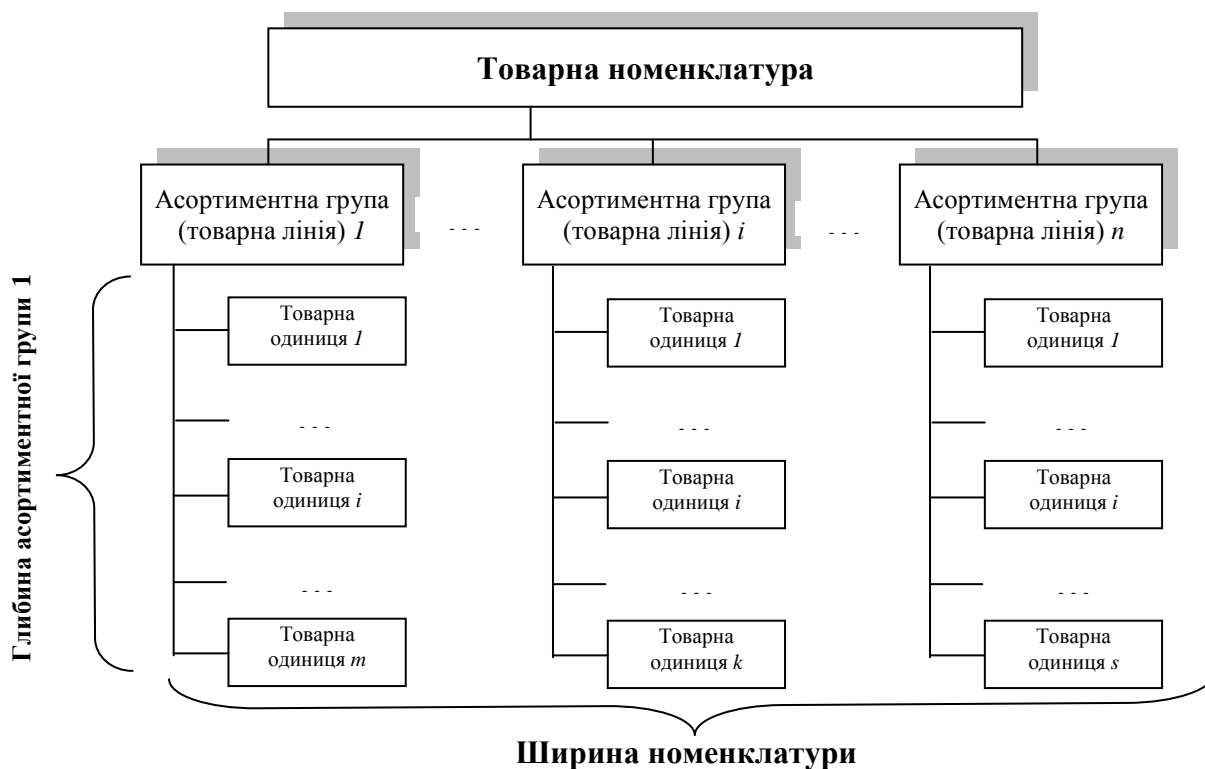 Товарна номенклатура
Асортиментна група
(товарна лінія) 1
- - -
Асортиментна група
(товарна лінія) i
- - -
Асортиментна група
(товарна лінія) n
Глибина асортиментної групи 1
Товарна
одиниця 1
Товарна
одиниця 1
Товарна
одиниця 1
- - -
- - -
- - -
Товарна
одиниця i
Товарна
одиниця i
Товарна
одиниця i
- - -
- - -
- - -
Товарна
одиниця m
Товарна
одиниця k
Товарна
одиниця s
Ширина номенклатури